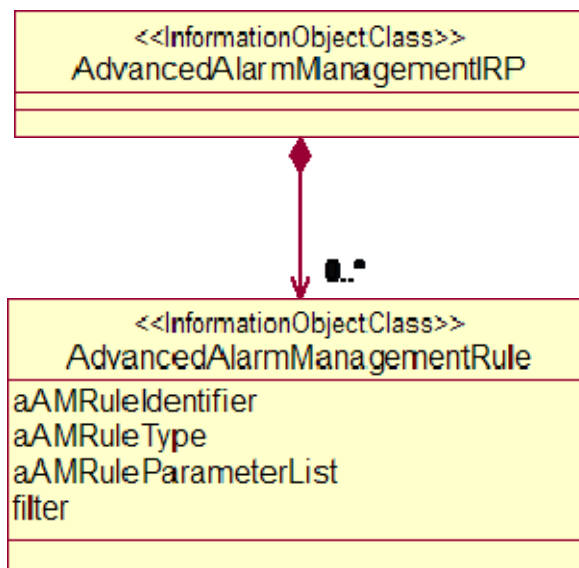 <<InformationObjectClass>>
AdvancedAlarmManagementIRP
0..*
<<InformationObjectClass>>
AdvancedAlarmManagementRule
aAMRuleIdentifier
aAMRuleType
aAMRuleParameterList
filter